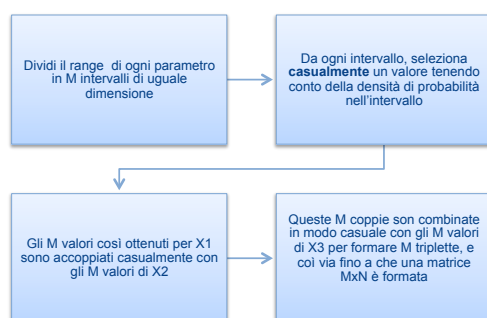 Dividi il range di ogni parametro
in M intervalli di uguale
dimensione
Da ogni intervallo, seleziona
casualmente un valore tenendo
conto della densità di probabilità
nell'intervallo
Gli M valori così ottenuti per X1
sono accoppiati casualmente con
gli M valori di X2
Queste M coppie son combinate
in modo casuale con gli M valori
di X3 per formare M triplette, e
coì via fino a che una matrice
MxN è formata